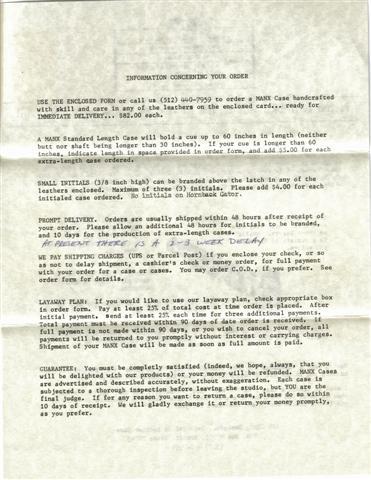 INFORMATION CONCERNING YOUR ORDER
USE THE ENCLOSED FORM or call us (512) 440-7959 to order a MANX Case handcrafted
with skill and care in any of the leathers on the enclosed card... ready for
IMMEDIATE DELIVERY... $82.00 each.
A MANX Standard Length Case will hold a cue up to 60 inches in length (neither
butt nor shaft being longer than 30 inches). If your cue is longer than 60
inches, indicate length in space provided in order form, and add $5.00 for each
extra-length case ordered.
SMALL INITIALS (3/8 inch high) can be branded above the latch in any of the
leathers enclosed. Maximum of three (3) initials. Please add $4.00 for each
initialed case ordered. No initials on Hornback Gator.
PROMPT DELIVERY. Orders are usually shipped within 48 hours after receipt of
your order. Please allow an additional 48 hours for initials to be branded,
and 10 days for the production of extra-length cases.
AT PRESENT THERE IS A 2-3 WEEK DELAY
WE PAY SHIPPING CHARGES (UPS or Parcel Post) if you enclose your check, or so
as not to delay shipment, a cashier's check or money order, for full payment
with your order for a case or cases. You may order C.O.D., if you prefer. See
order form for details.
LAYAWAY PLAN: If you would like to use our layaway plan, check appropriate box
in order form. Pay at least 25% of total cost at time order is placed. After
initial payment, send at least 25% each time for three additional payments.
Total payment must be received within 90 days of date order is received. If
full payment is not made within 90 days, or you wish to cancel your order, all
payments will be returned to you promptly without interest or carrying charges.
Shipment of your MANX Case will be made as soon as full amount is paid.
GUARANTEE: You must be completly satisfied (indeed, we hope, always, that you
will be delighted with our products) or your money will be refunded. MANX Cases
are advertised and described accurately, without exaggeration. Each case is
subjected to a thorough inspection before leaving the studio, but YOU are the
final judge. If for any reason you want to return a case, please do so within
10 days of receipt. We will gladly exchange it or return your money promptly,
as you prefer.